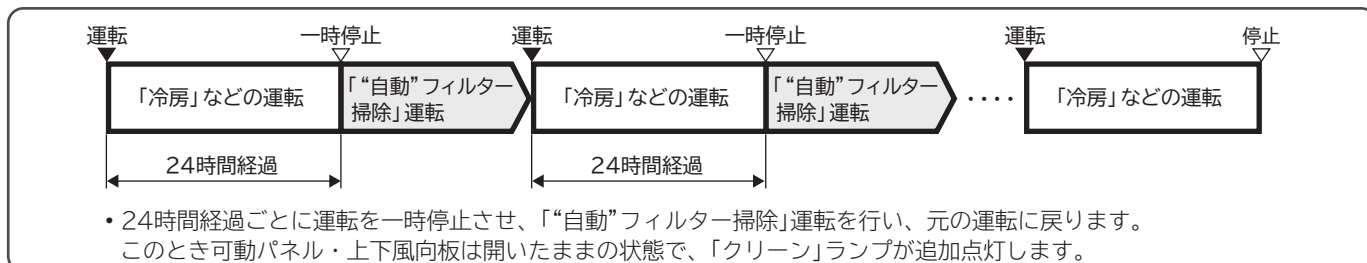 運転 一時停止 運転 一時停止 運転 停止
「冷房」などの運転 「“自動”フィルター掃除」運転 「冷房」などの運転 「“自動”フィルター掃除」運転 ・・・・ 「冷房」などの運転
24時間経過 24時間経過
• 24時間経過ごとに運転を一時停止させ、「“自動”フィルター掃除」運転を行い、元の運転に戻ります。
このとき可動パネル・上下風向板は開いたままの状態で、「クリーン」ランプが追加点灯します。